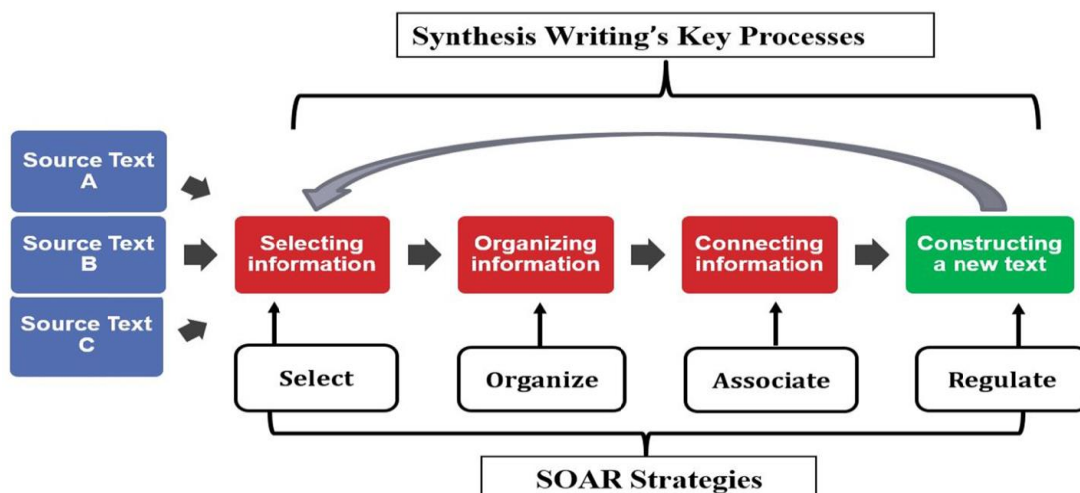 Synthesis Writing's Key Processes
Source Text
A
Source Text
B
Source Text
C
Selecting
information
Organizing
information
Connecting
information
Constructing
a new text
Select
Organize
Associate
Regulate
SOAR Strategies